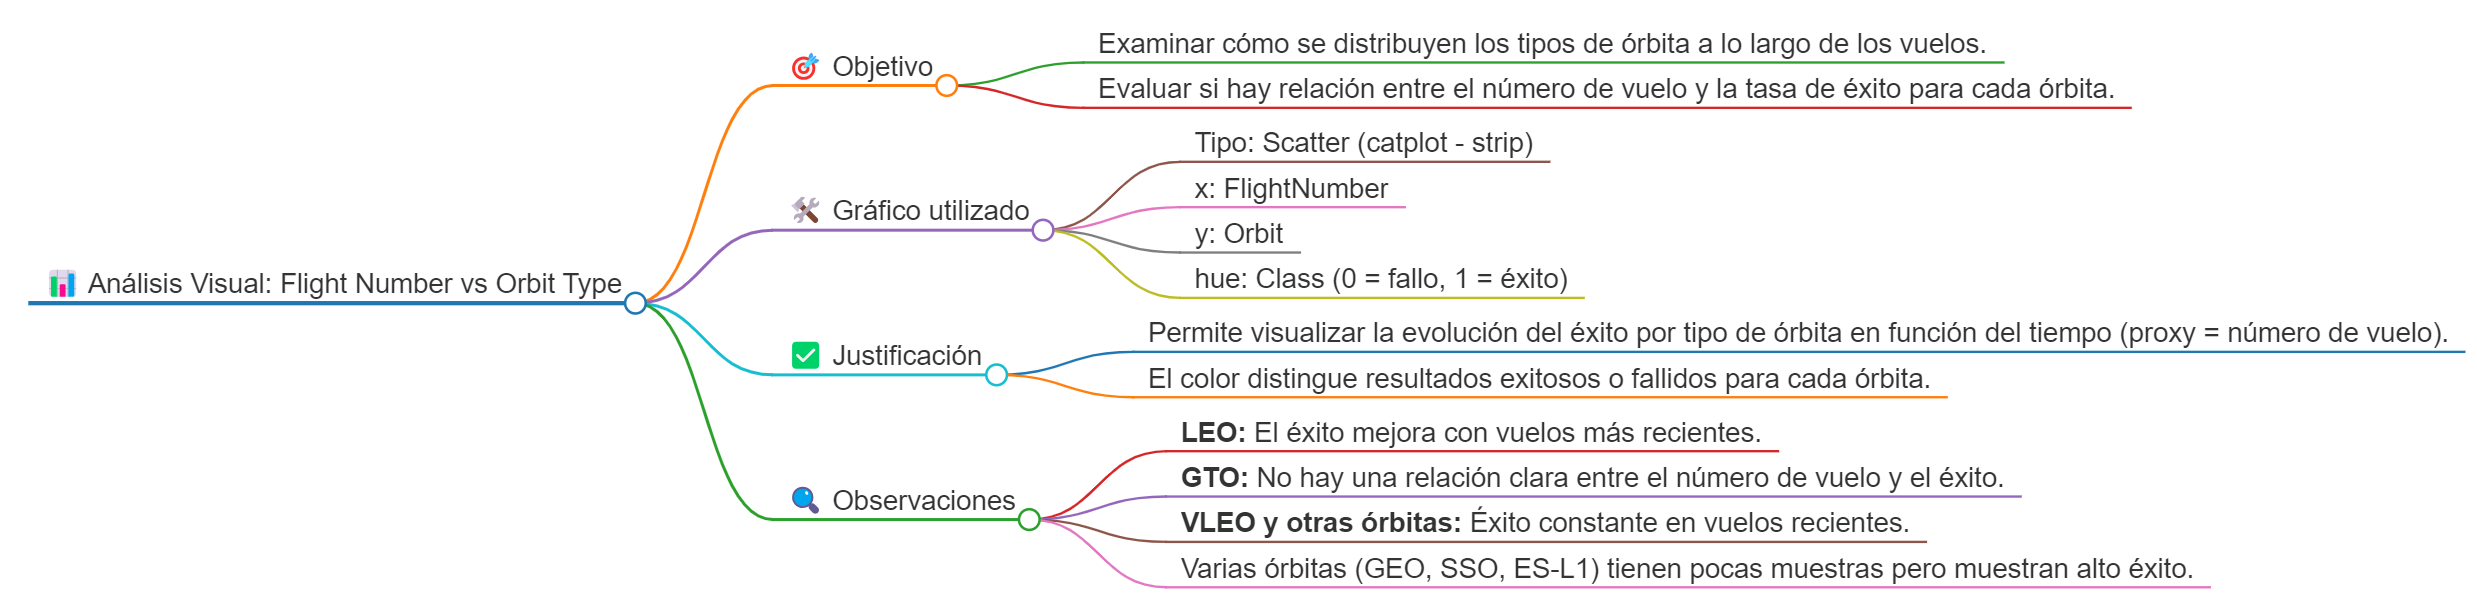 Análisis Visual: Flight Number vs Orbit Type
Objetivo
Examinar cómo se distribuyen los tipos de órbita a lo largo de los vuelos.
Evaluar si hay relación entre el número de vuelo y la tasa de éxito para cada órbita.
Gráfico utilizado
Tipo: Scatter (catplot - strip)
x: FlightNumber
y: Orbit
hue: Class (0 = fallo, 1 = éxito)
Justificación
Permite visualizar la evolución del éxito por tipo de órbita en función del tiempo (proxy = número de vuelo).
El color distingue resultados exitosos o fallidos para cada órbita.
Observaciones
LEO: El éxito mejora con vuelos más recientes.
GTO: No hay una relación clara entre el número de vuelo y el éxito.
VLEO y otras órbitas: Éxito constante en vuelos recientes.
Varias órbitas (GEO, SSO, ES-L1) tienen pocas muestras pero muestran alto éxito.